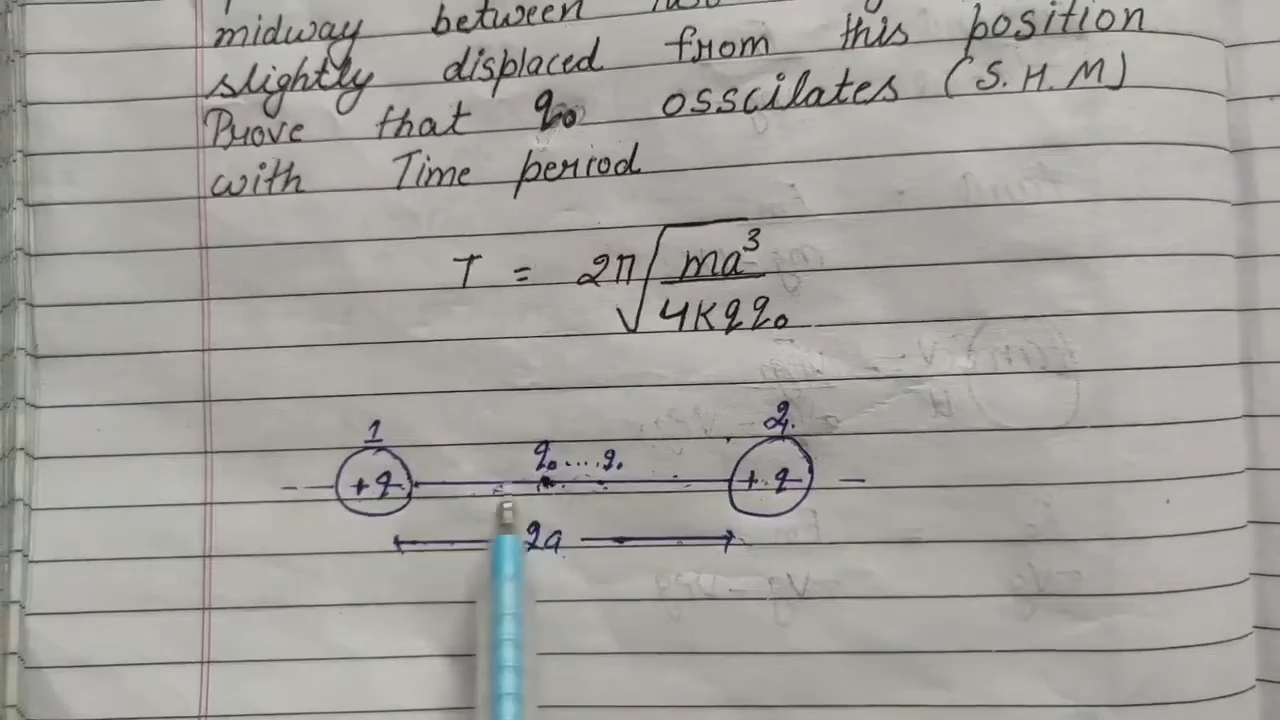 midway between
slightly displaced from this position
Prove that q₀ osscilates (S.H.M)
with Time period
T = 2π√(ma³/4Kqq₀)
1 2
q₀....q₀
+q +q
2a